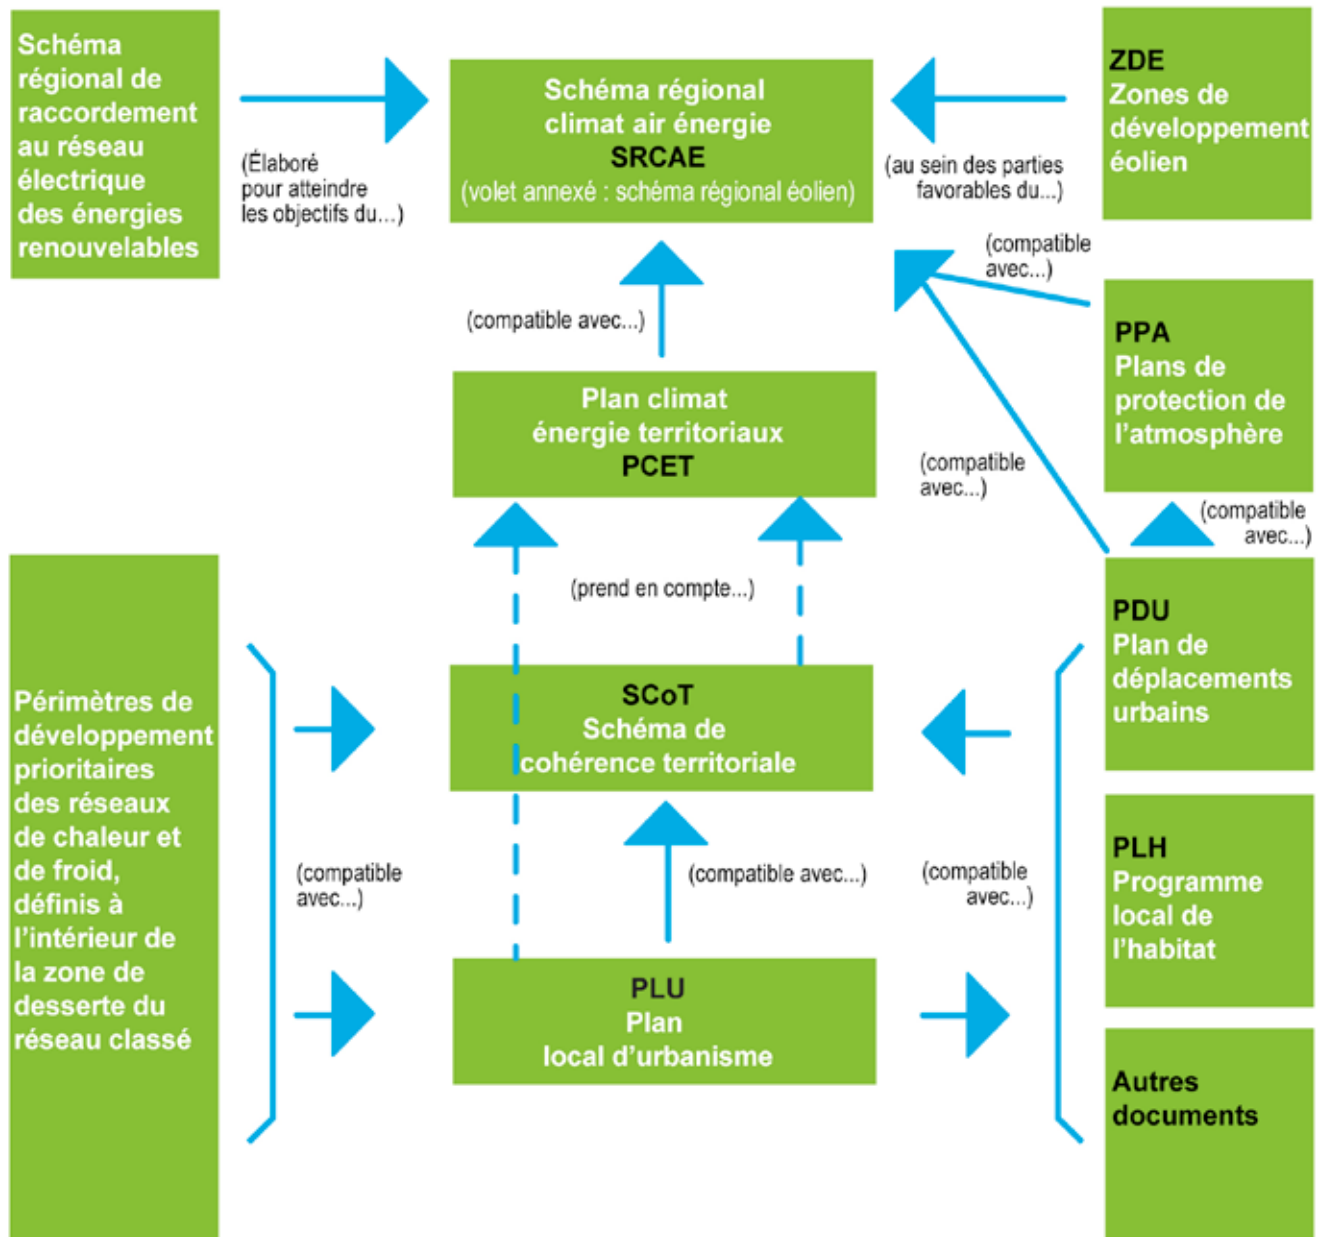 Schéma
régional de
raccordement
au réseau
électrique
des énergies
renouvelables
(Élaboré
pour atteindre
les objectifs du...)
Schéma régional
climat air énergie
SRCAE
(volet annexé : schéma régional éolien)
(au sein des parties
favorables du...)
ZDE
Zones de
développement
éolien
(compatible
avec...)
(compatible avec...)
PPA
Plans de
protection de
l'atmosphère
Plan climat
énergie territoriaux
PCET
(compatible
avec...)
(compatible
avec...)
(prend en compte...)
Périmètres de
développement
prioritaires
des réseaux
de chaleur et
de froid,
définis à
l'intérieur de
la zone de
desserte du
réseau classé
SCoT
Schéma de
cohérence territoriale
PDU
Plan de
déplacements
urbains
(compatible
avec...)
(compatible avec...)
(compatible
avec...)
PLH
Programme
local de
l'habitat
PLU
Plan
local d'urbanisme
Autres
documents